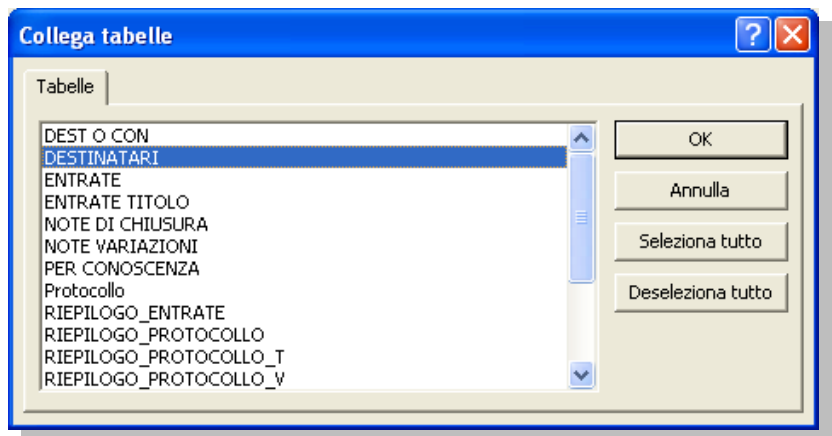 Collega tabelle
Tabelle
DEST O CON
DESTINATARI
ENTRATE
ENTRATE TITOLO
NOTE DI CHIUSURA
NOTE VARIAZIONI
PER CONOSCENZA
Protocollo
RIEPILOGO_ENTRATE
RIEPILOGO_PROTOCOLLO
RIEPILOGO_PROTOCOLLO_T
RIEPILOGO_PROTOCOLLO_V
OK
Annulla
Seleziona tutto
Deseleziona tutto